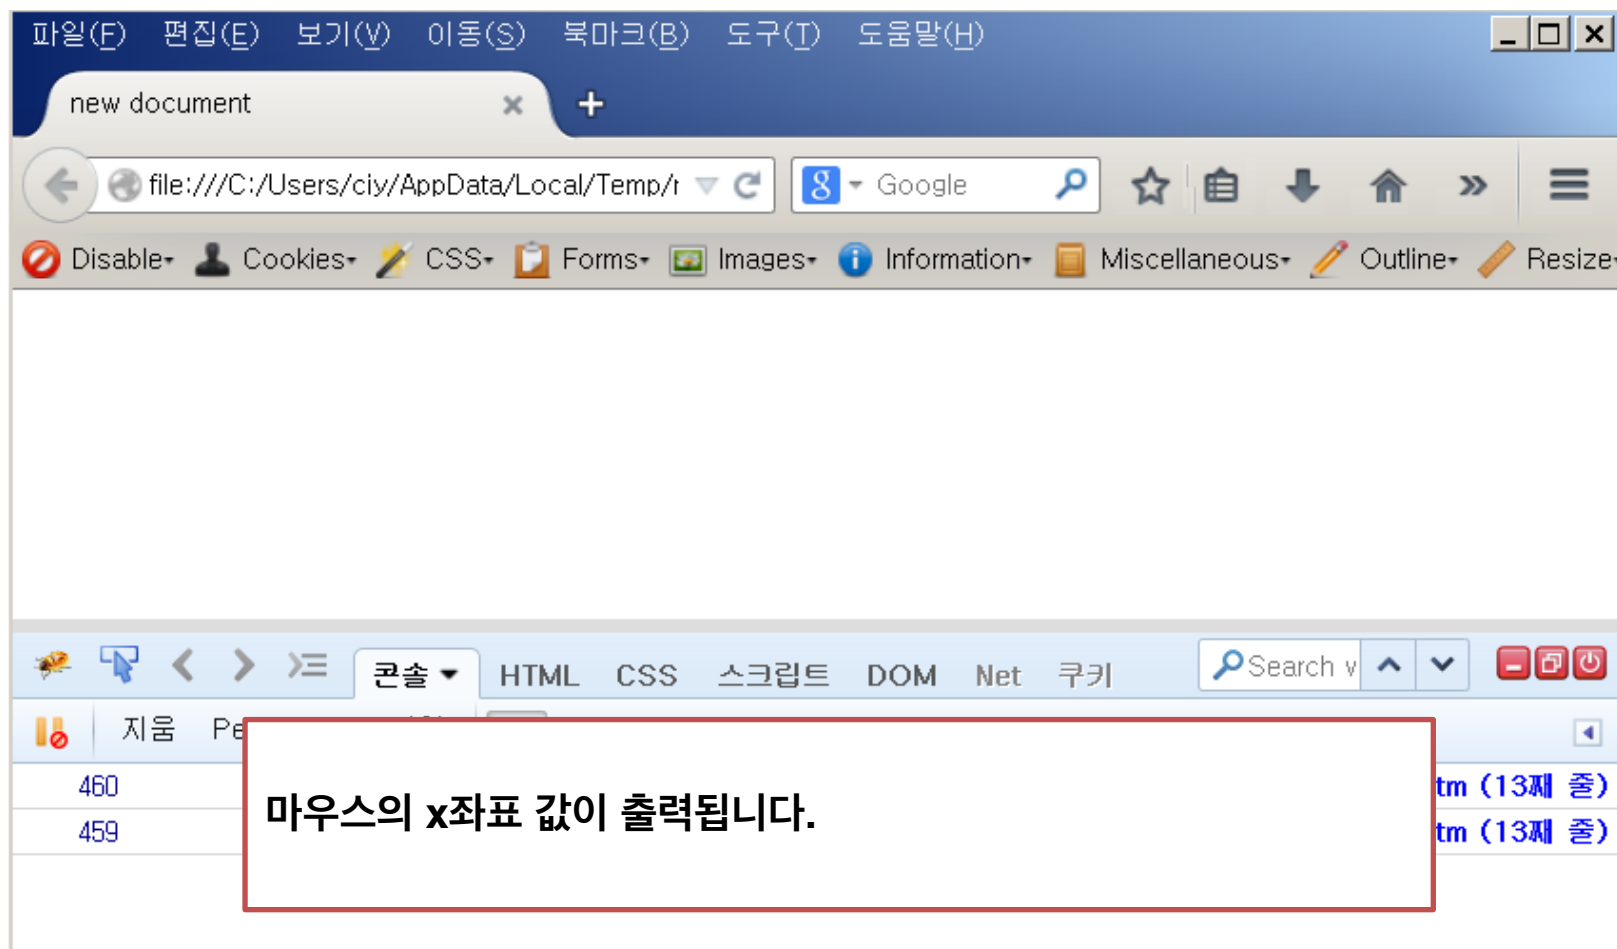 파일(F) 편집(E) 보기(V) 이동(S) 북마크(B) 도구(T) 도움말(H)
new document
file:///C:/Users/ciy/AppData/Local/Temp/r
8 Google
Disable Cookies CSS Forms Images Information Miscellaneous Outline Resize
콘솔 HTML CSS 스크립트 DOM Net 쿠키 Search v
지움 Pe
460 tm (13째 줄)
마우스의 x좌표 값이 출력됩니다.
459 tm (13째 줄)